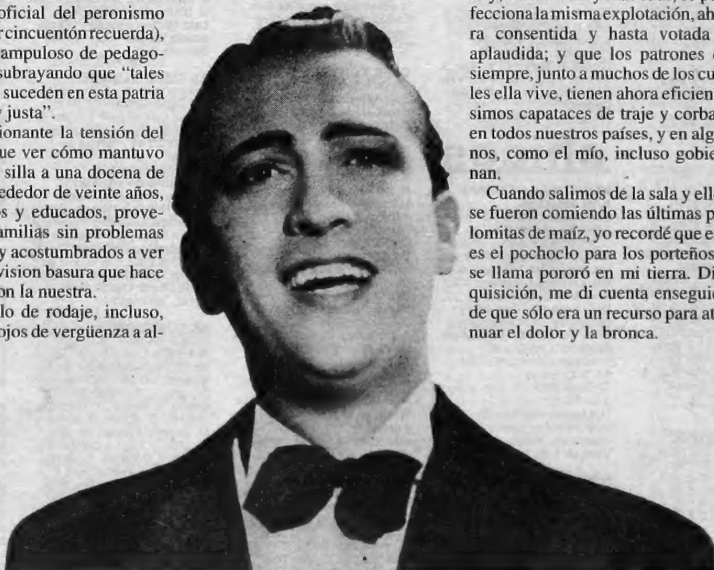 oficial del peronismo
cincuentón recuerda),
ampuloso de pedago-
subrayando que “tales
suceden en esta patria
y justa”.
ionante la tensión del
ue ver cómo mantuvo
silla a una docena de
ededor de veinte años,
s y educados, prove-
amilias sin problemas
y acostumbrados a ver
vision basura que hace
on la nuestra.
lo de rodaje, incluso,
ojos de vergüenza a al-
fecciona la misma explotación, aho-
ra consentida y hasta votada
aplaudida; y que los patrones
siempre, junto a muchos de los cu
les ella vive, tienen ahora eficien
simos capataces de traje y corba
en todos nuestros países, y en alg
nos, como el mío, incluso gobie
nan.
Cuando salimos de la sala y ell
se fueron comiendo las últimas p
lomitas de maíz, yo recordé que e
es el pochoclo para los porteños
se llama pororó en mi tierra. Di
quisición, me di cuenta enseguid
de que sólo era un recurso para at
nuar el dolor y la bronca.